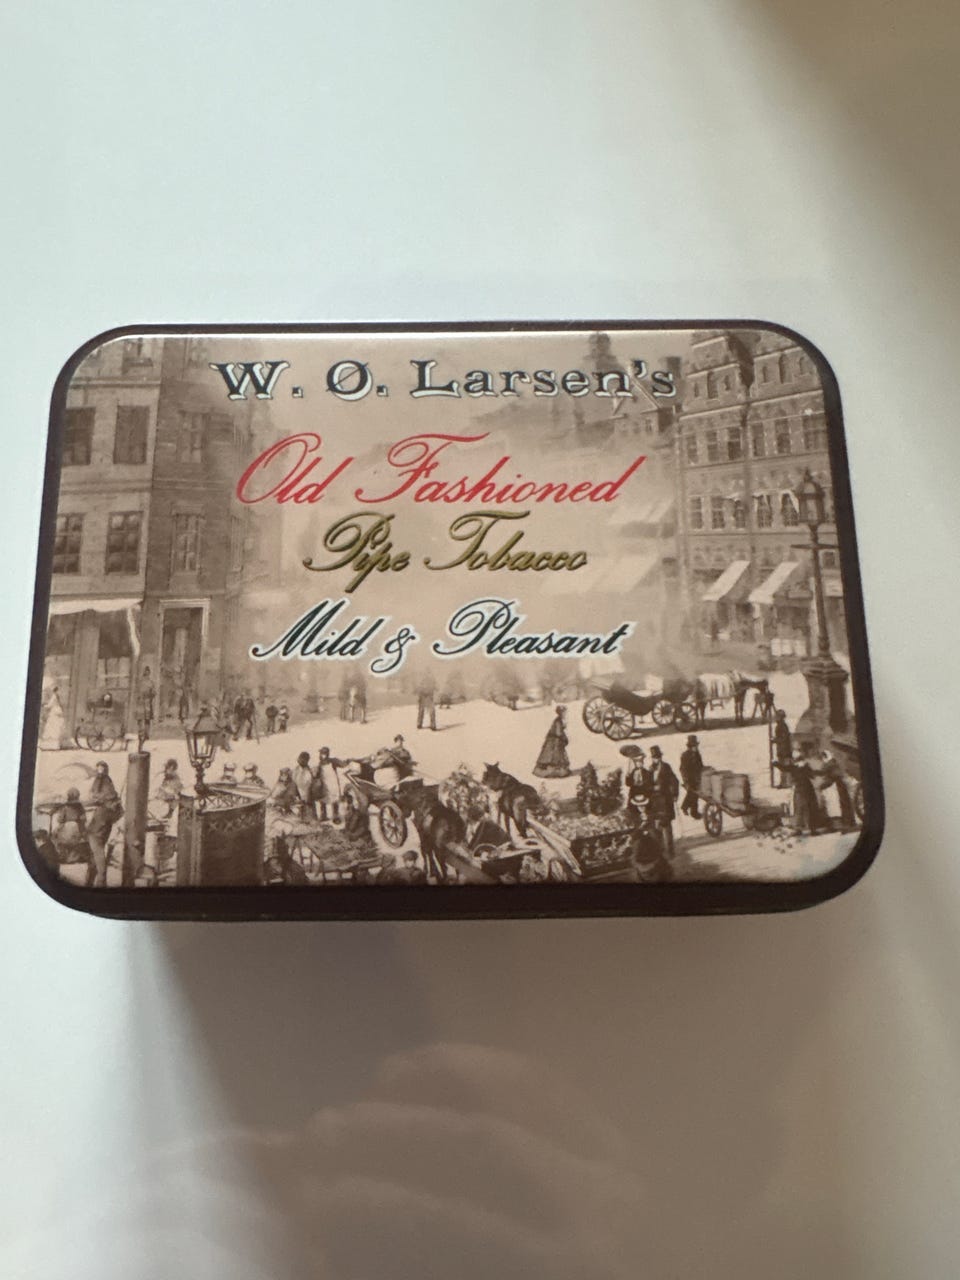 W. Ø. Larsen's
Old Fashioned
Pipe Tobacco
Mild & Pleasant